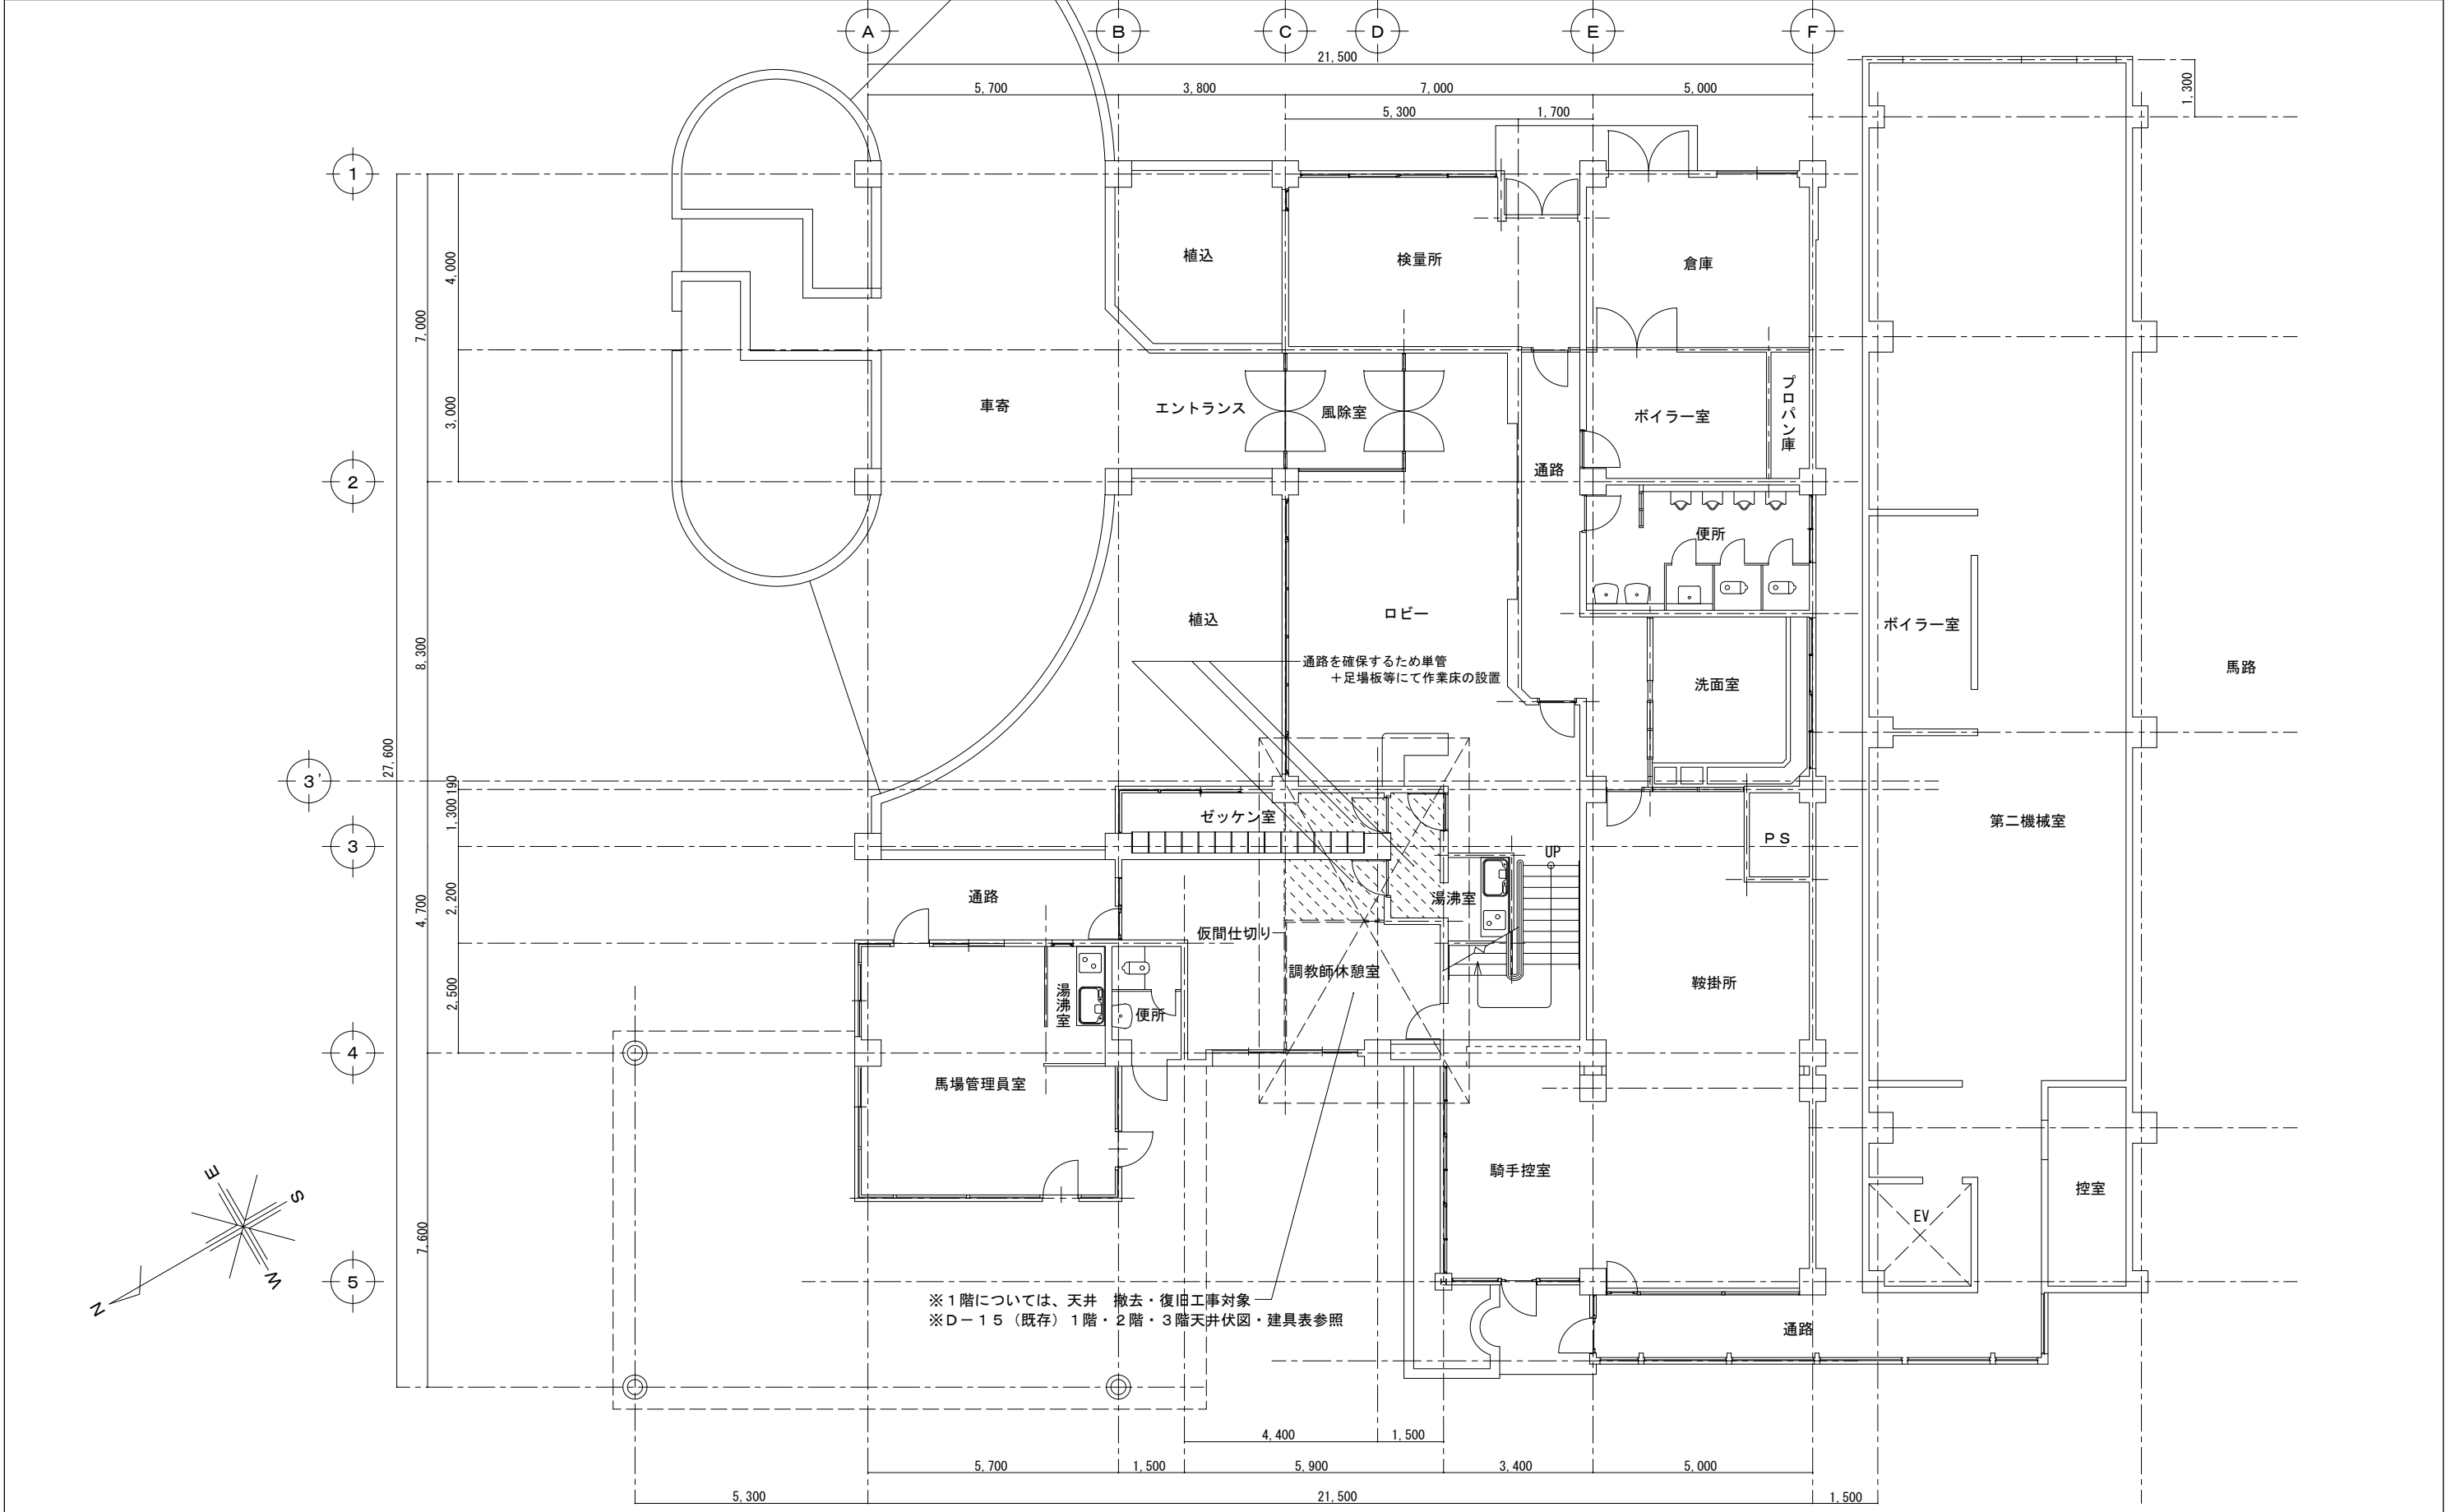 A
B
C
D
E
F
21,500
5,700
3,800
7,000
5,000
5,300
1,700
1,300
1
植込
検量所
倉庫
4,000
7,000
3,000
車寄
エントランス
風除室
ボイラー室
プロパン庫
通路
2
便所
8,300
植込
ロビー
ボイラー室
馬路
通路を確保するため単管
+足場板等にて作業床の設置
洗面室
27,600
3'
190
1,300
ゼッケン室
第二機械室
PS
3
UP
2,200
4,700
通路
湯沸室
仮間仕切り
調教師休憩室
鞍掛所
2,500
湯沸室
便所
4
馬場管理員室
騎手控室
控室
EV
7,600
E
S
W
N
5
※1階については、天井 撤去・復旧工事対象
※D-15(既存)1階・2階・3階天井伏図・建具表参照
通路
4,400
1,500
5,700
1,500
5,900
3,400
5,000
5,300
21,500
1,500